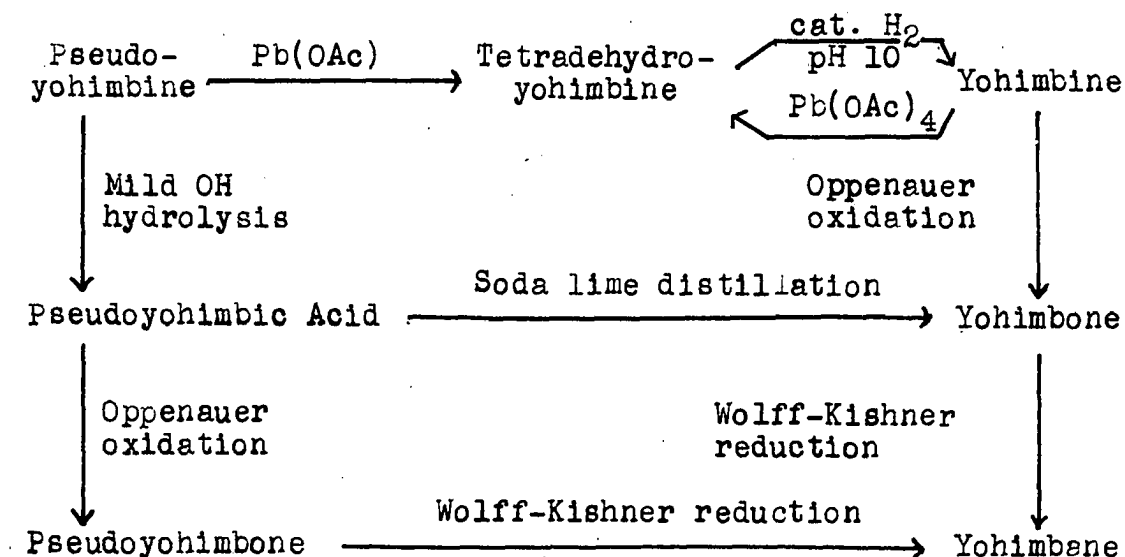 Pseudo-
yohimbine
Pb(OAc)
Tetradehydro-
yohimbine
cat. H2
pH 10
Pb(OAc)4
Yohimbine
Mild OH
hydrolysis
Oppenauer
oxidation
Pseudoyohimbic Acid
Soda lime distillation
Yohimbone
Oppenauer
oxidation
Wolff-Kishner
reduction
Pseudoyohimbone
Wolff-Kishner reduction
Yohimbane